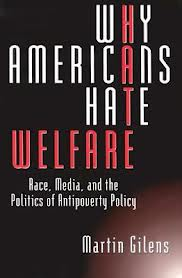 WHY
AMERICANS
HATE
WELFARE
Race, Media, and the
Politics of Antipoverty Policy
Martin Gilens